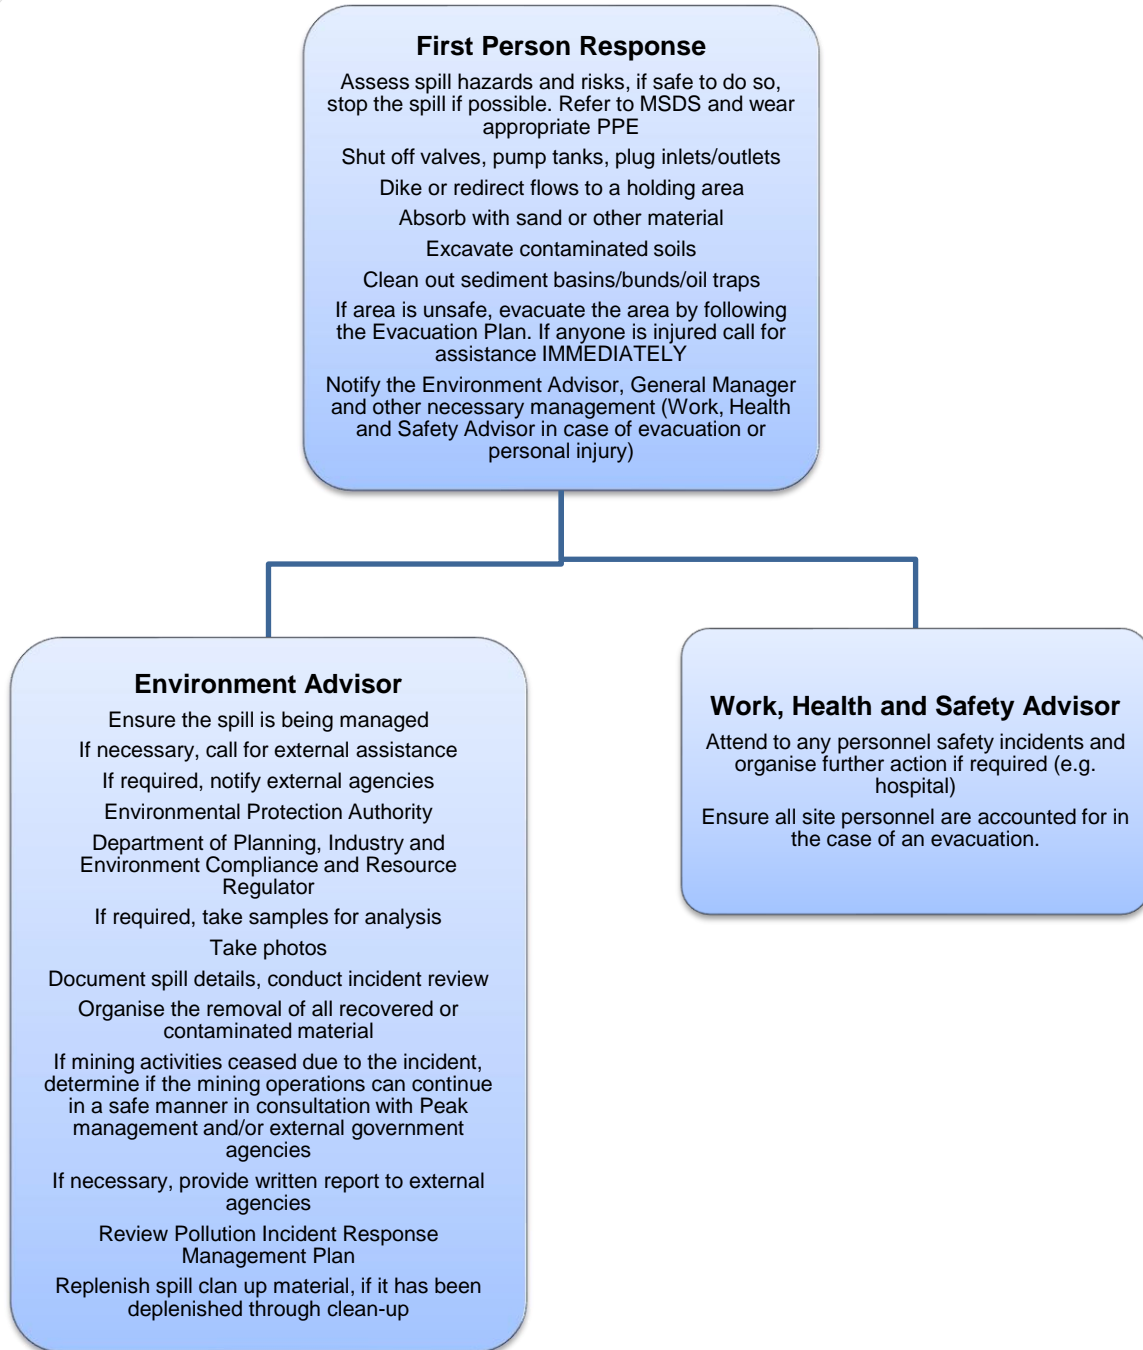 First Person Response
Assess spill hazards and risks, if safe to do so,
stop the spill if possible. Refer to MSDS and wear
appropriate PPE
Shut off valves, pump tanks, plug inlets/outlets
Dike or redirect flows to a holding area
Absorb with sand or other material
Excavate contaminated soils
Clean out sediment basins/bunds/oil traps
If area is unsafe, evacuate the area by following
the Evacuation Plan. If anyone is injured call for
assistance IMMEDIATELY
Notify the Environment Advisor, General Manager
and other necessary management (Work, Health
and Safety Advisor in case of evacuation or
personal injury)
Environment Advisor
Ensure the spill is being managed
If necessary, call for external assistance
If required, notify external agencies
Environmental Protection Authority
Department of Planning, Industry and
Environment Compliance and Resource
Regulator
If required, take samples for analysis
Take photos
Document spill details, conduct incident review
Organise the removal of all recovered or
contaminated material
If mining activities ceased due to the incident,
determine if the mining operations can continue
in a safe manner in consultation with Peak
management and/or external government
agencies
If necessary, provide written report to external
agencies
Review Pollution Incident Response
Management Plan
Replenish spill clan up material, if it has been
deplenished through clean-up
Work, Health and Safety Advisor
Attend to any personnel safety incidents and
organise further action if required (e.g.
hospital)
Ensure all site personnel are accounted for in
the case of an evacuation.